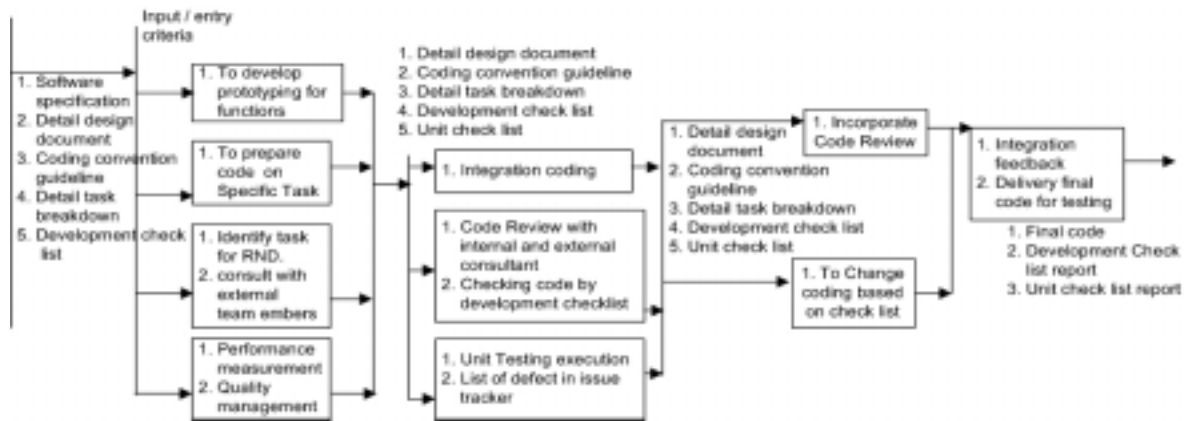 Input / entry
criteria
1. Software
specification
2. Detail design
document
3. Coding convention
guideline
4. Detail task
breakdown
5. Development check
list
1. To develop
prototyping for
functions
1. To prepare
code on
Specific Task
1. Identify task
for RND.
2. consult with
external
team embers
1. Performance
measurement
2. Quality
management
1. Detail design document
2. Coding convention guideline
3. Detail task breakdown
4. Development check list
5. Unit check list
1. Integration coding
1. Code Review with
internal and external
consultant
2. Checking code by
development checklist
1. Unit Testing execution
2. List of defect in issue
tracker
1. Detail design
document
2. Coding convention
guideline
3. Detail task breakdown
4. Development check list
5. Unit check list
1. Incorporate
Code Review
1. To Change
coding based
on check list
1. Integration
feedback
2. Delivery final
code for testing
1. Final code
2. Development Check
list report
3. Unit check list report